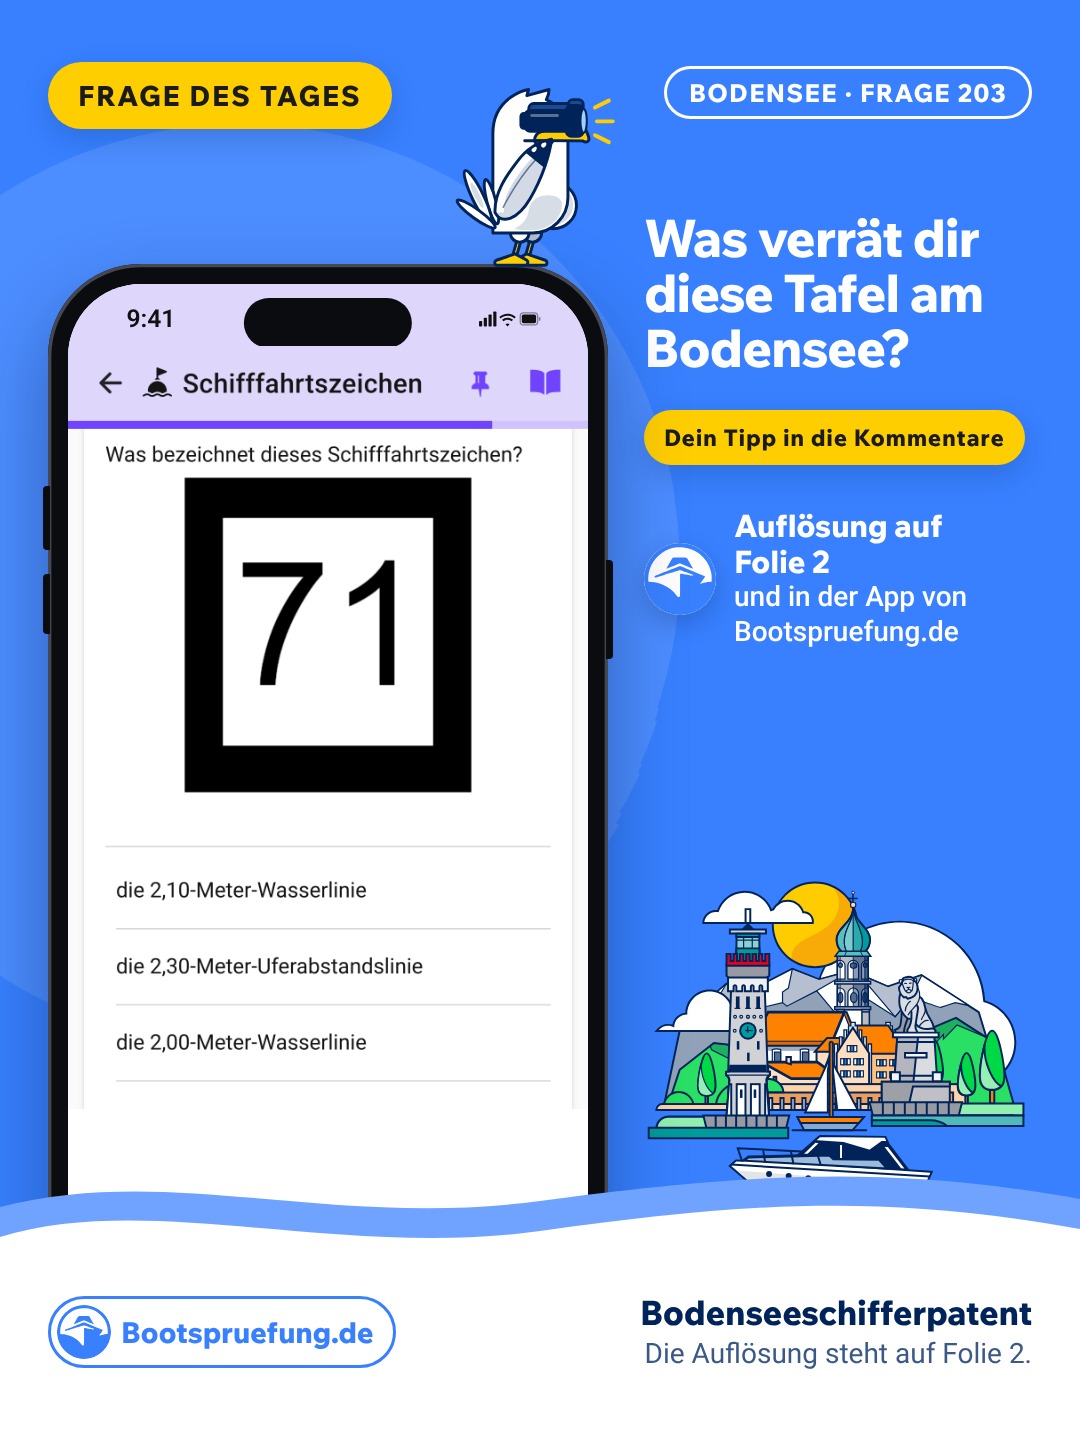 FRAGE DES TAGES
BODENSEE · FRAGE 203
Was verrät dir
diese Tafel am
Bodensee?
Dein Tipp in die Kommentare
Auflösung auf
Folie 2
und in der App von
Bootspruefung.de
9:41
Schifffahrtszeichen
Was bezeichnet dieses Schifffahrtszeichen?
71
die 2,10-Meter-Wasserlinie
die 2,30-Meter-Uferabstandslinie
die 2,00-Meter-Wasserlinie
Bootspruefung.de
Bodenseeschifferpatent
Die Auflösung steht auf Folie 2.